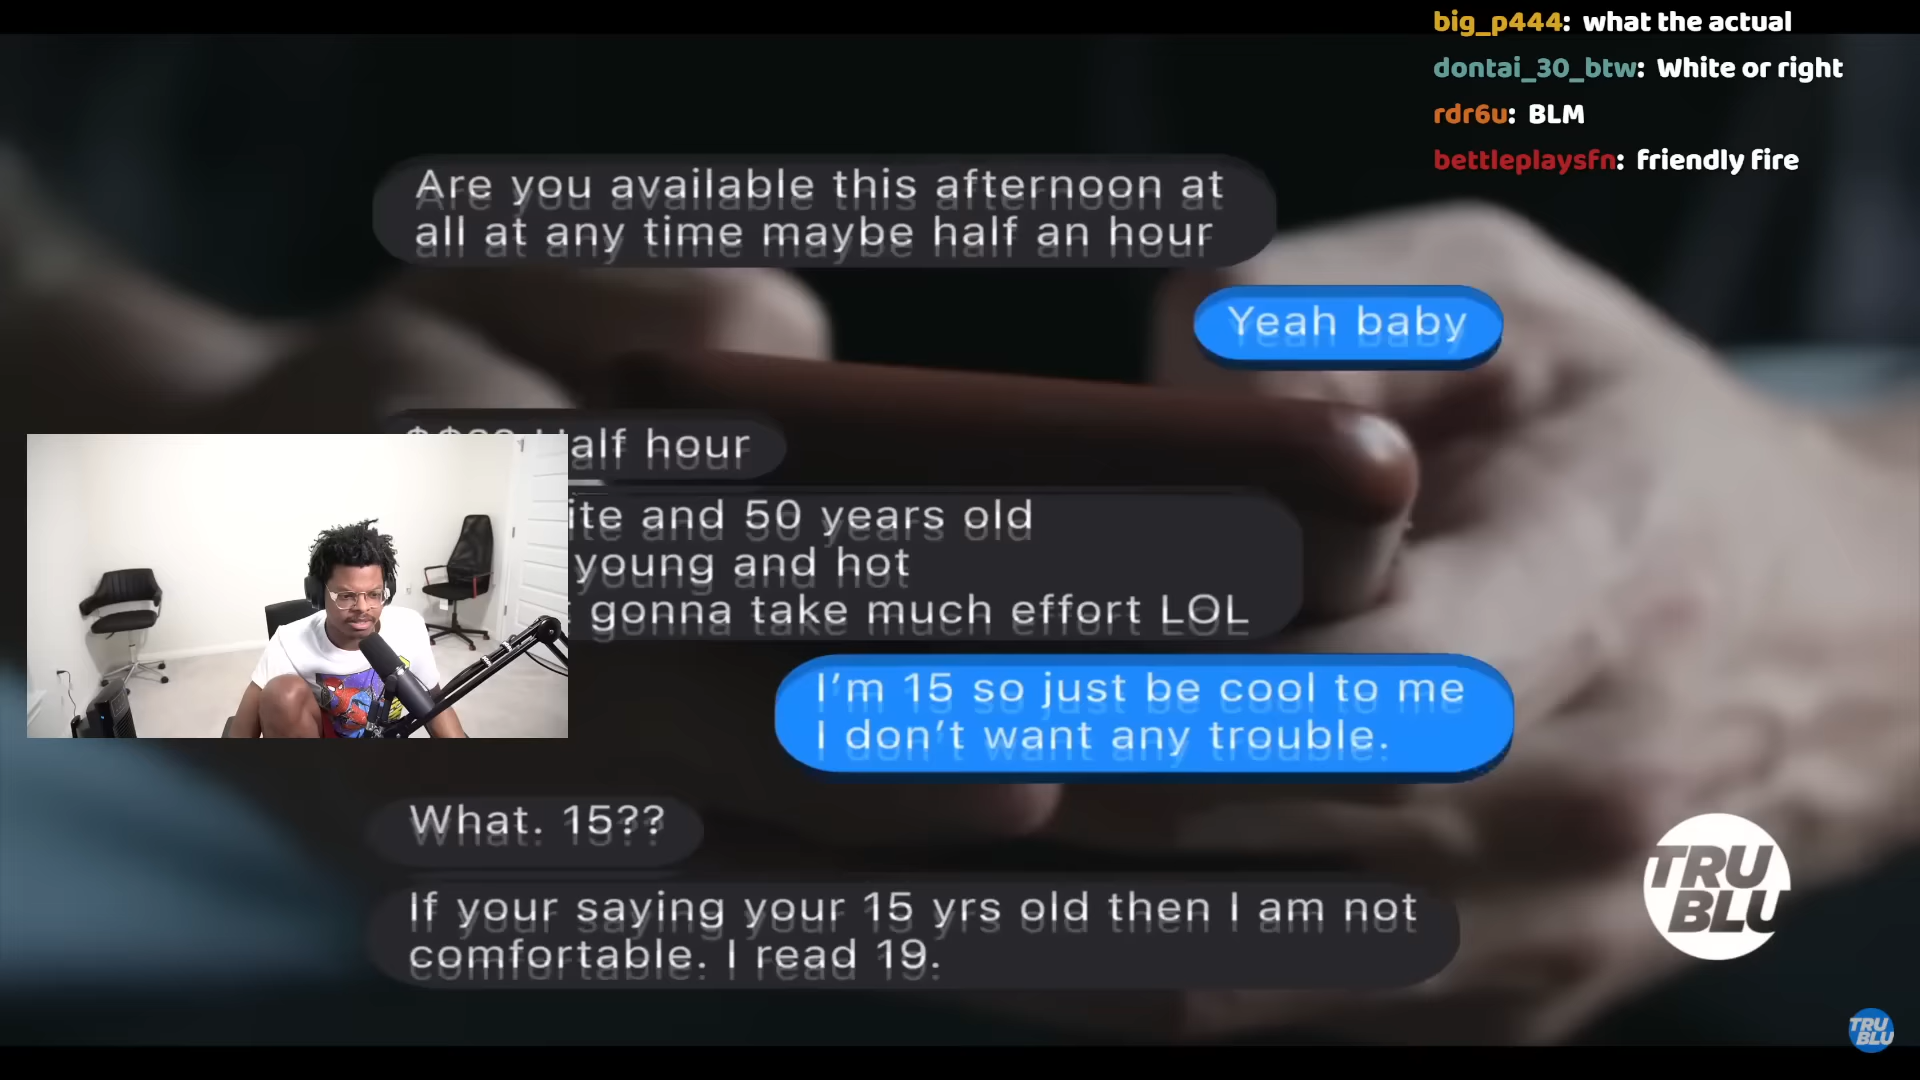 big_p444: what the actual
dontai_30_btw: White or right
rdr6u: BLM
bettleplaysfn: friendly fire
Are you available this afternoon at
all at any time maybe half an hour
Yeah baby
half hour
and 50 years old
young and hot
gonna take much effort LOL
I'm 15 so just be cool to me
I don't want any trouble.
What. 15??
If your saying your 15 yrs old then I am not
comfortable. I read 19.
TRU
BLU
TRU
BLU